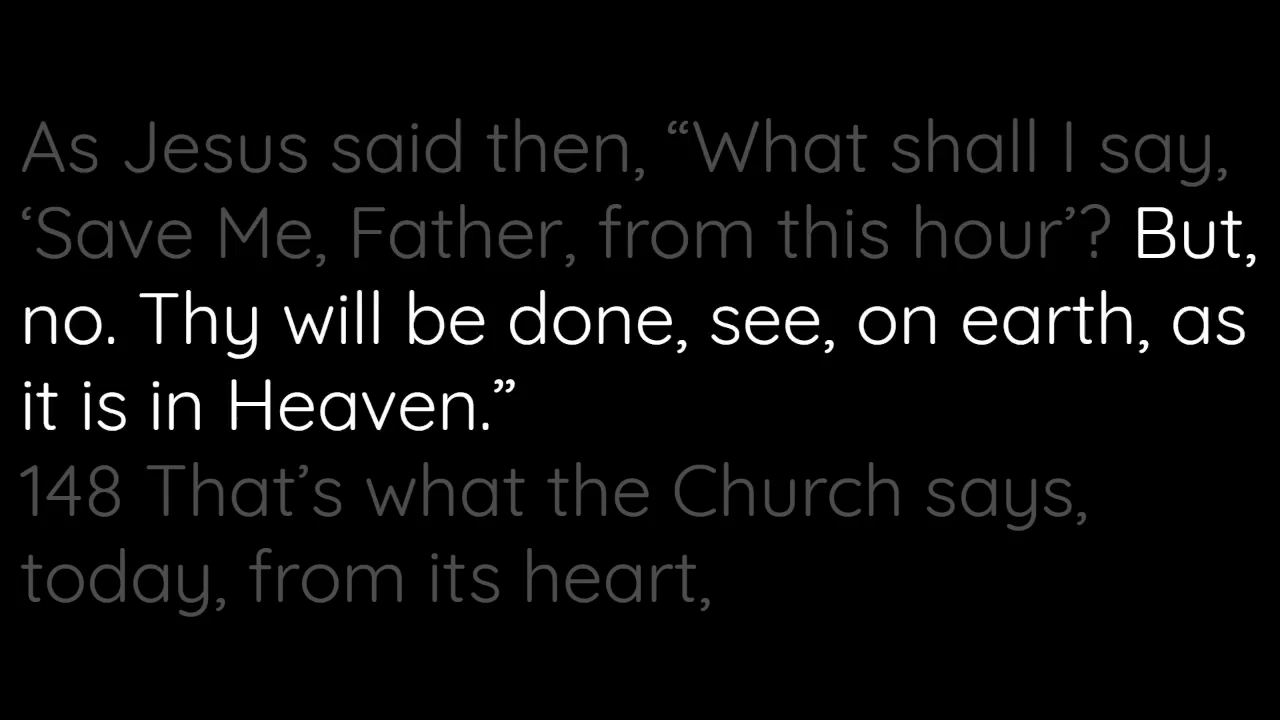 As Jesus said then, “What shall I say,
‘Save Me, Father, from this hour’? But,
no. Thy will be done, see, on earth, as
it is in Heaven.”
148 That’s what the Church says,
today, from its heart,